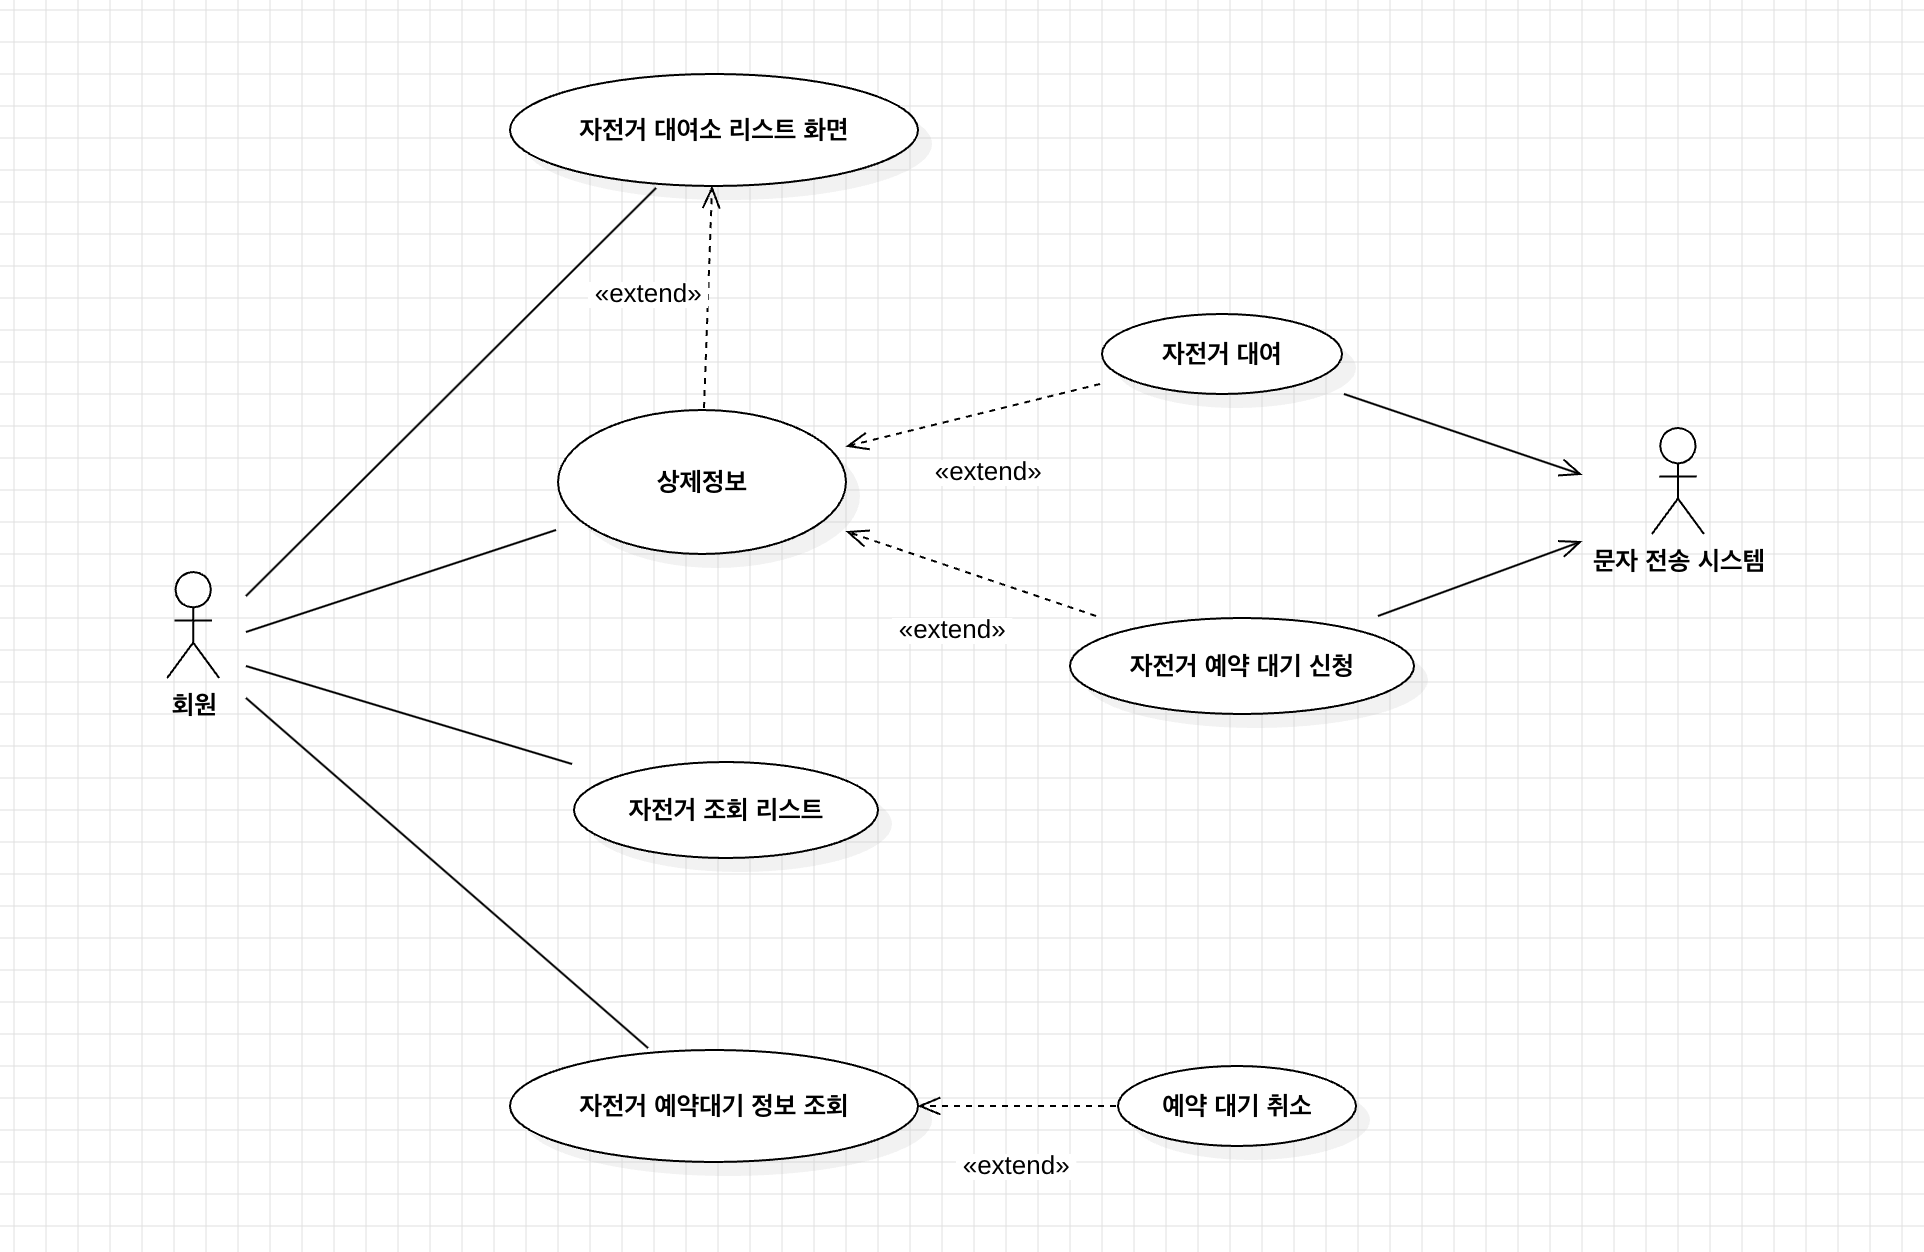 자전거 대여소 리스트 화면
«extend»
자전거 대여
상제정보
«extend»
문자 전송 시스템
«extend»
자전거 예약 대기 신청
회원
자전거 조회 리스트
자전거 예약대기 정보 조회
예약 대기 취소
«extend»